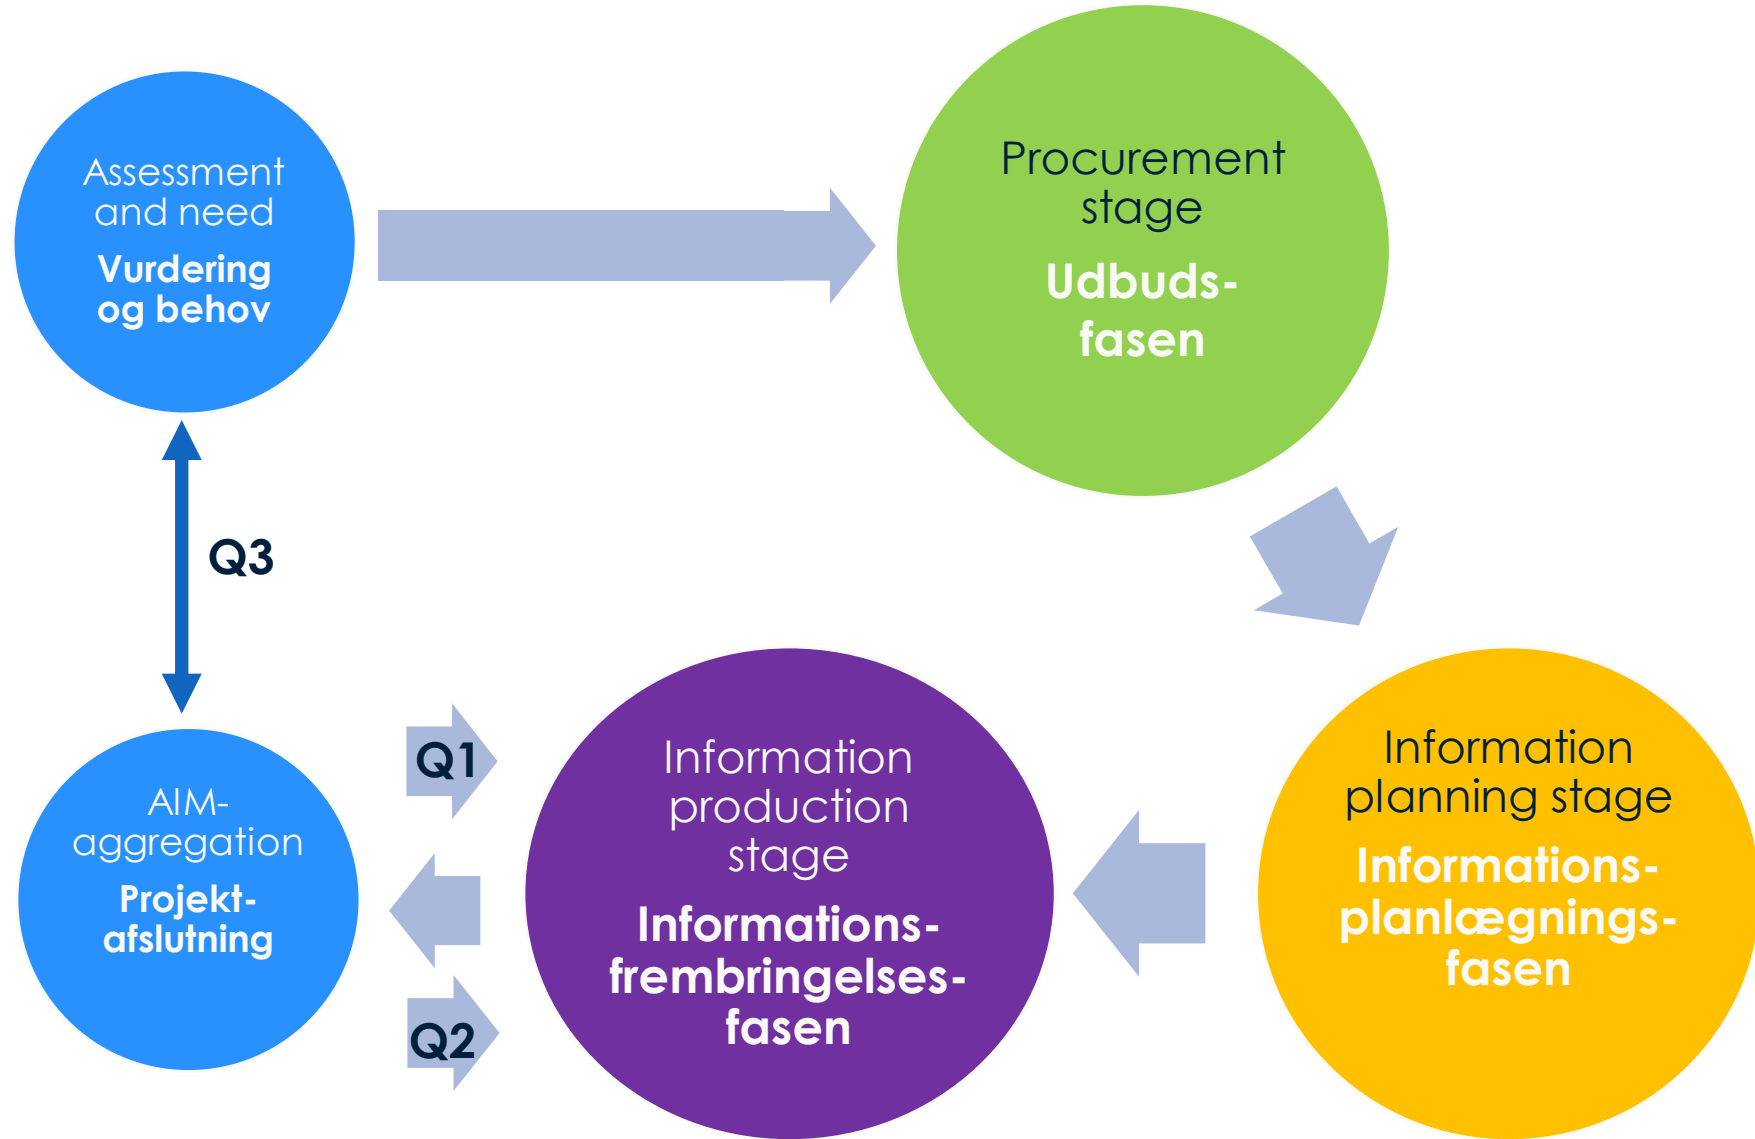 Assessment
and need
Vurdering
og behov
Procurement
stage
Udbuds-
fasen
Q3
Information
planning stage
Informations-
planlægnings-
fasen
Information
production
stage
Informations-
frembringelses-
fasen
Q1
Q2
AIM-
aggregation
Projekt-
afslutning